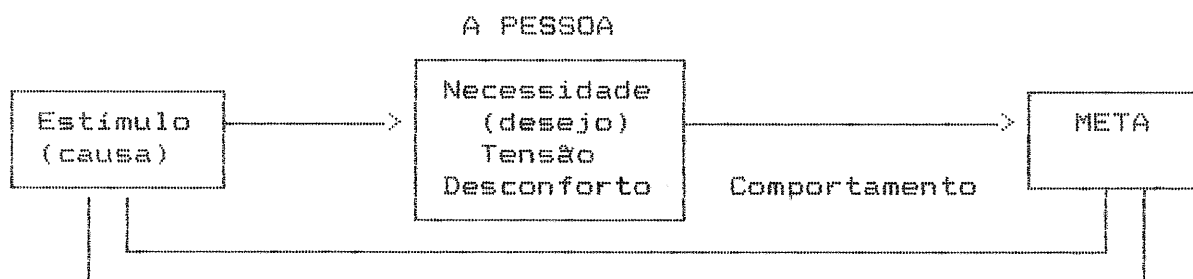 A PESSOA
Estímulo
(causa)
Necessidade
(desejo)
Tensão
Desconforto
Comportamento
META